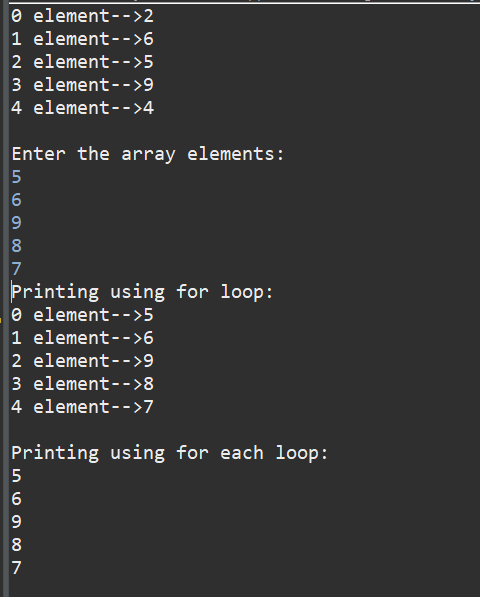 0 element-->2
1 element-->6
2 element-->5
3 element-->9
4 element-->4
Enter the array elements:
5
6
9
8
7
Printing using for loop:
0 element-->5
1 element-->6
2 element-->9
3 element-->8
4 element-->7
Printing using for each loop:
5
6
9
8
7